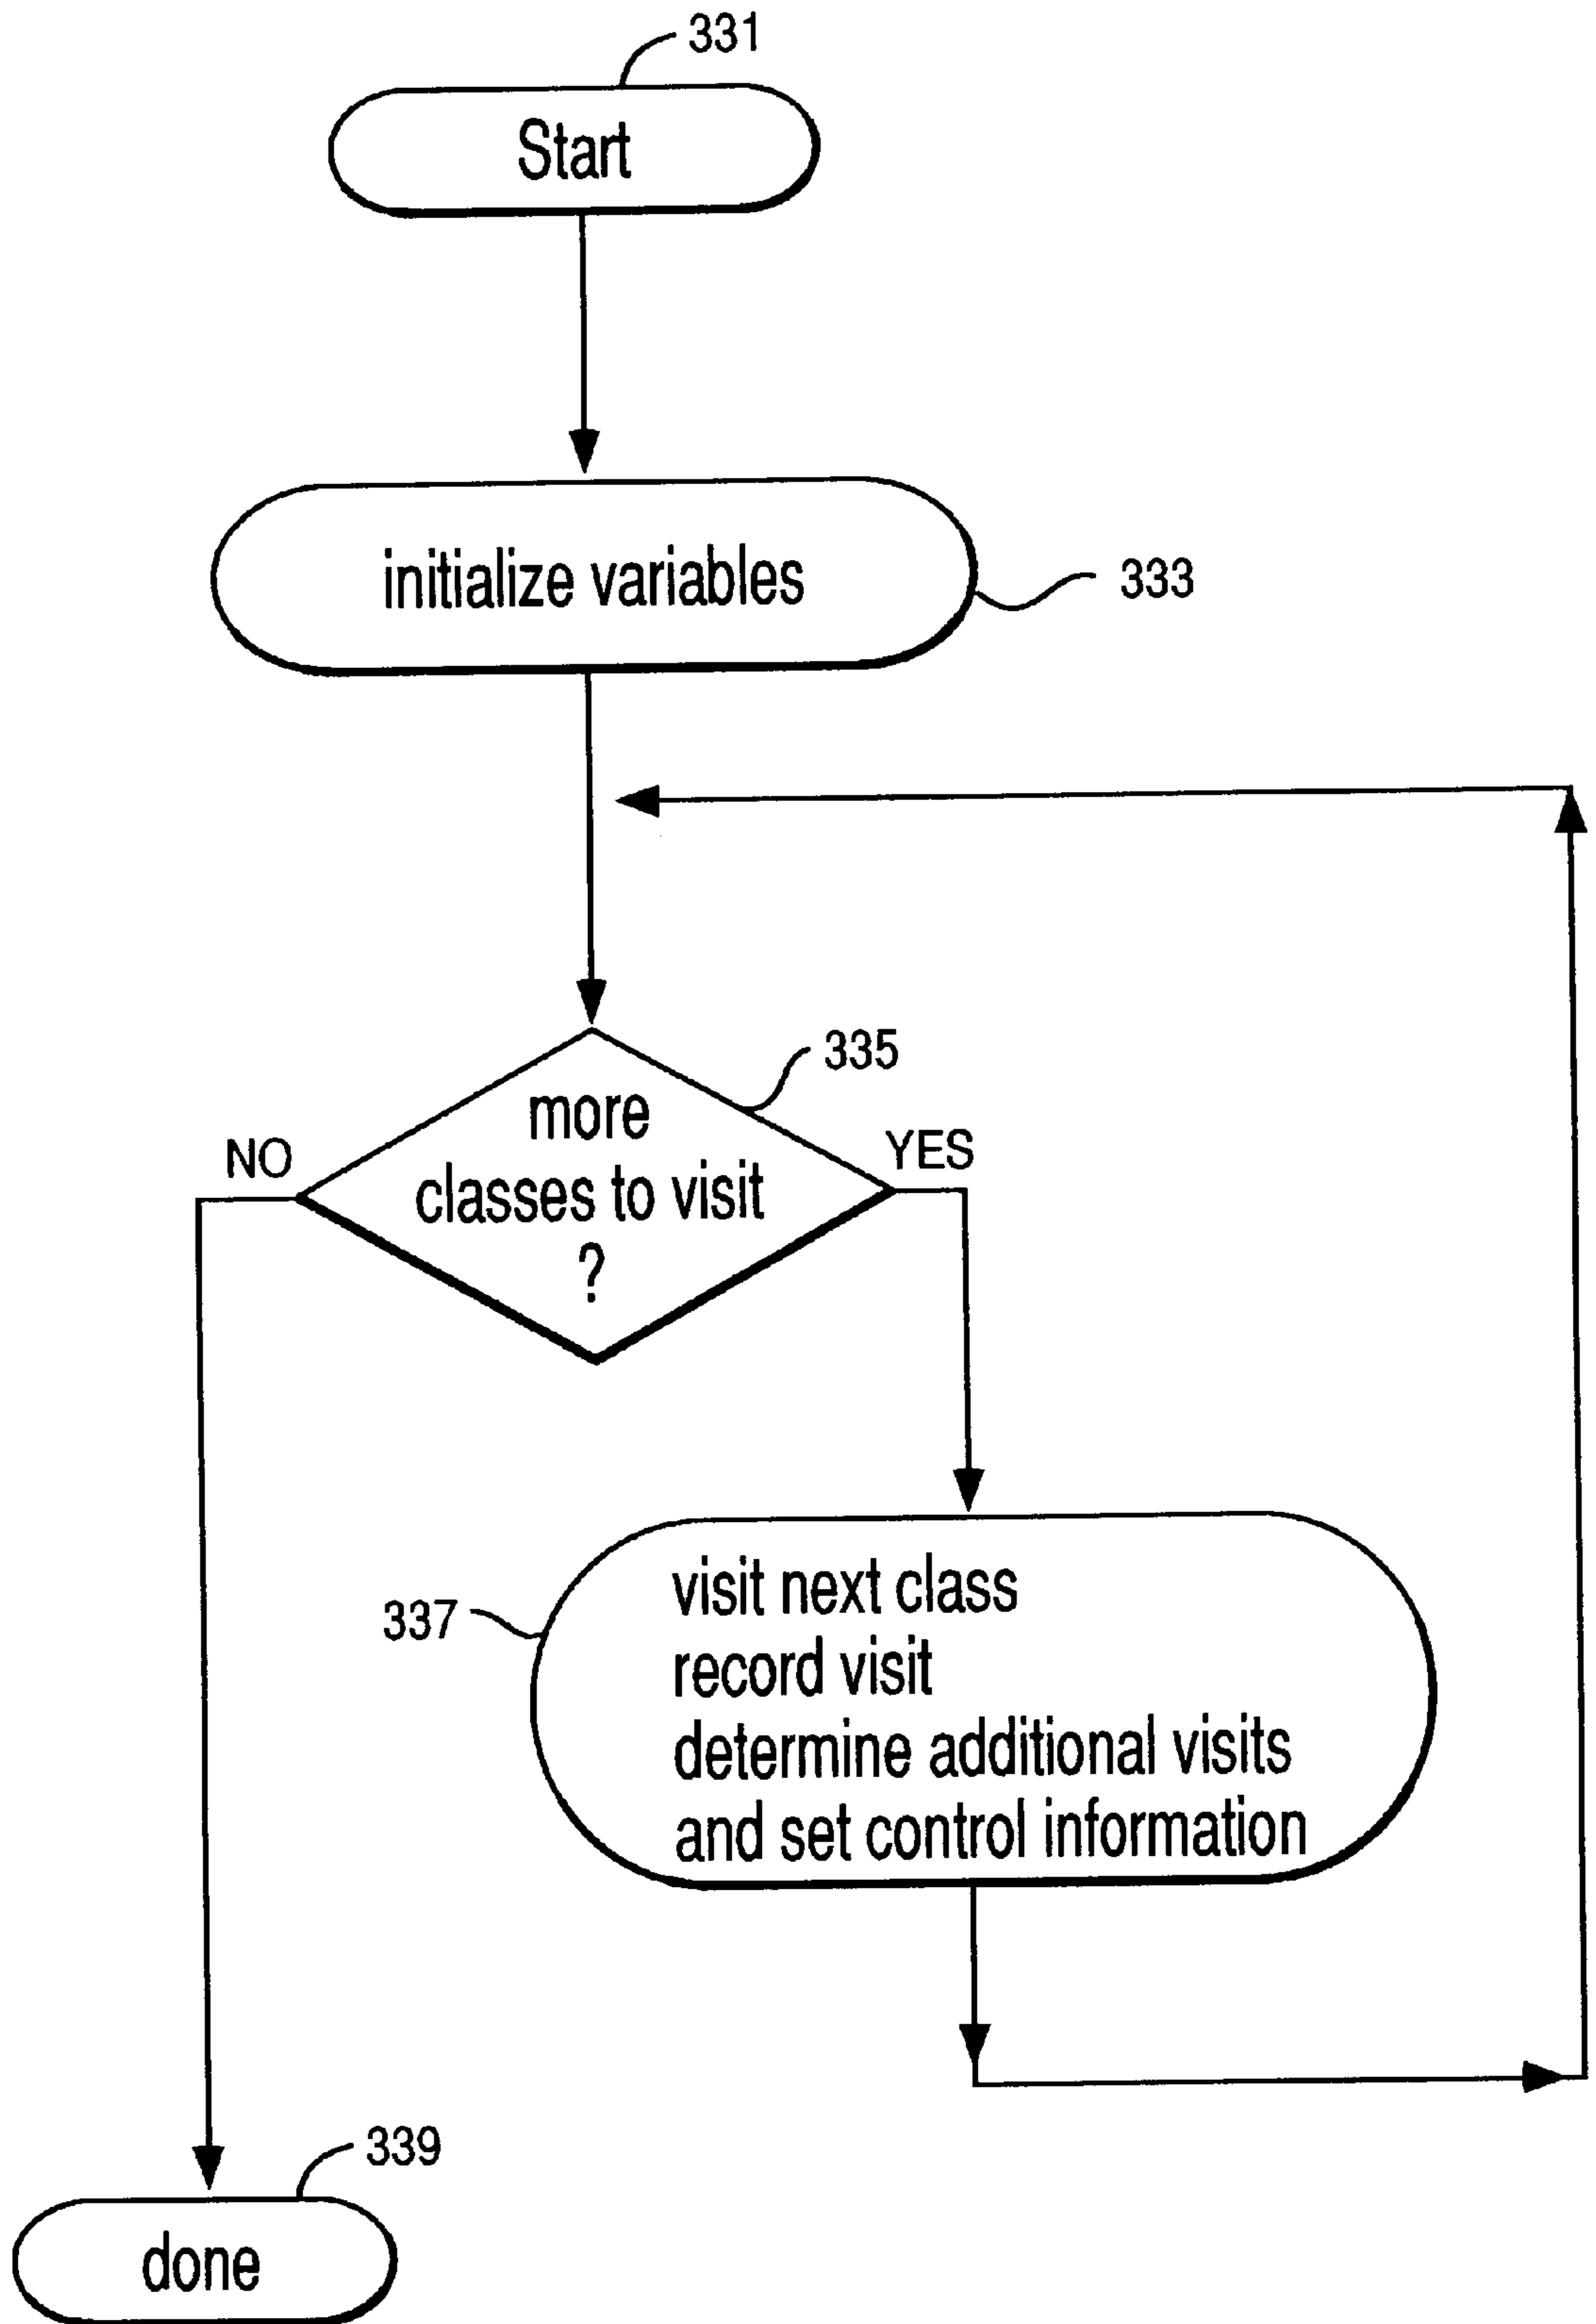 331
Start
initialize variables
333
335
more
classes to visit
?
NO
YES
337
visit next class
record visit
determine additional visits
and set control information
339
done